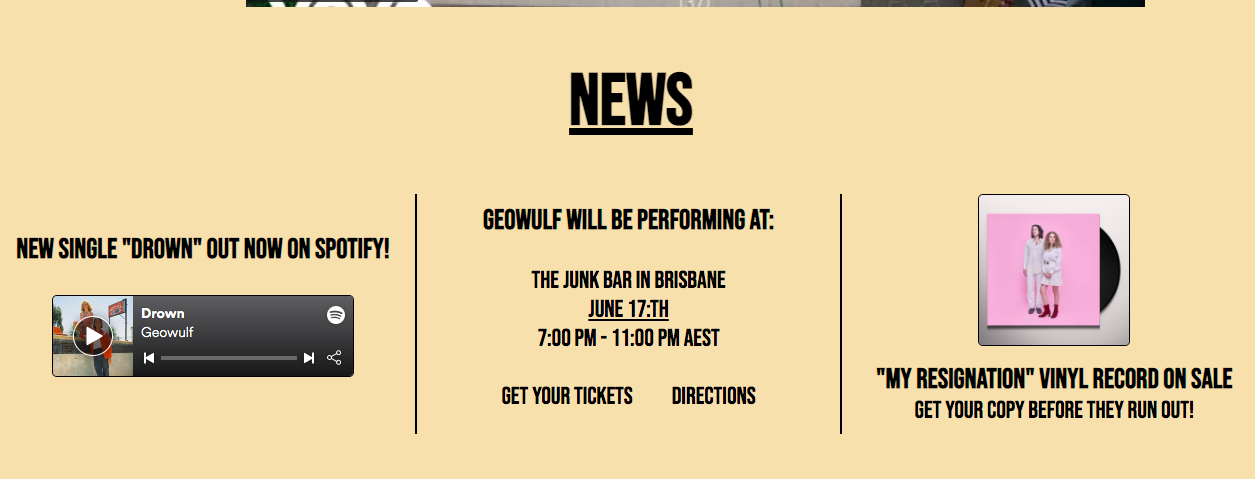 NEWS
NEW SINGLE "DROWN" OUT NOW ON SPOTIFY!
Drown
Geowulf
GEOWULF WILL BE PERFORMING AT:
THE JUNK BAR IN BRISBANE
JUNE 17:TH
7:00 PM - 11:00 PM AEST
GET YOUR TICKETS DIRECTIONS
"MY RESIGNATION" VINYL RECORD ON SALE
GET YOUR COPY BEFORE THEY RUN OUT!